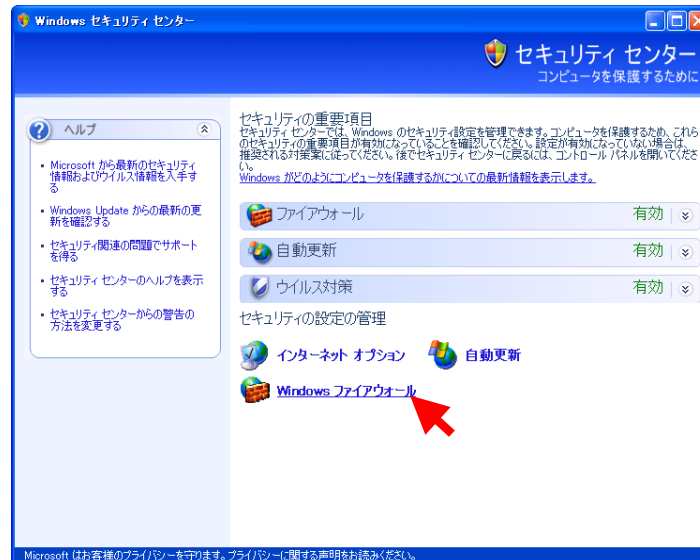 Windows セキュリティ センター
セキュリティ センター
コンピュータを保護するために
ヘルプ
Microsoft から最新のセキュリティ
情報およびウイルス情報を入手す
る
Windows Update からの最新の更
新を確認する
セキュリティ関連の問題でサポート
を得る
セキュリティ センターのヘルプを表示
する
セキュリティ センターからの警告の
方法を変更する
セキュリティの重要項目
セキュリティ センターでは、Windows のセキュリティ設定を管理できます。コンピュータを保護するため、これら
のセキュリティの重要項目が有効になっていることを確認してください。設定が有効になっていない場合は、
推奨される対策案に従ってください。後でセキュリティ センターに戻るには、コントロール パネルを開いてくださ
い。
Windows がどのようにコンピュータを保護するかについての最新情報を表示します。
ファイアウォール 有効
自動更新 有効
ウイルス対策 有効
セキュリティの設定の管理
インターネット オプション 自動更新
Windows ファイアウォール
Microsoft はお客様のプライバシーを守ります。プライバシーに関する声明をお読みください。